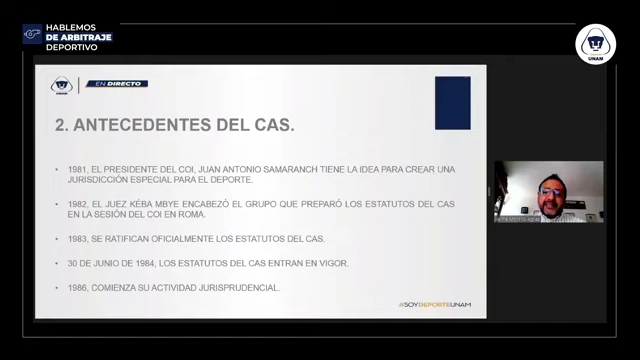 HABLEMOS
DE ARBITRAJE
DEPORTIVO
UNAM
UNAM
EN DIRECTO
2. ANTECEDENTES DEL CAS.
• 1981, EL PRESIDENTE DEL COI, JUAN ANTONIO SAMARANCH TIENE LA IDEA PARA CREAR UNA
JURISDICCIÓN ESPECIAL PARA EL DEPORTE.
• 1982, EL JUEZ KÉBA MBYE ENCABEZÓ EL GRUPO QUE PREPARÓ LOS ESTATUTOS DEL CAS
EN LA SESIÓN DEL COI EN ROMA.
• 1983, SE RATIFICAN OFICIALMENTE LOS ESTATUTOS DEL CAS.
• 30 DE JUNIO DE 1984, LOS ESTATUTOS DEL CAS ENTRAN EN VIGOR.
• 1986, COMIENZA SU ACTIVIDAD JURISPRUDENCIAL.
#SOYDEPORTEUNAM